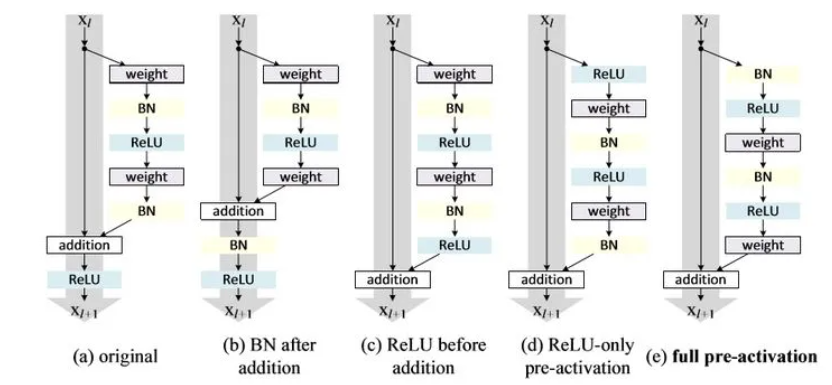 x_l
weight
BN
ReLU
weight
BN
addition
ReLU
x_{l+1}
(a) original
x_l
weight
BN
ReLU
weight
addition
BN
ReLU
x_{l+1}
(b) BN after
addition
x_l
weight
BN
ReLU
weight
BN
ReLU
addition
x_{l+1}
(c) ReLU before
addition
x_l
ReLU
weight
BN
ReLU
weight
BN
addition
x_{l+1}
(d) ReLU-only
pre-activation
x_l
BN
ReLU
weight
BN
ReLU
weight
addition
x_{l+1}
(e) full pre-activation